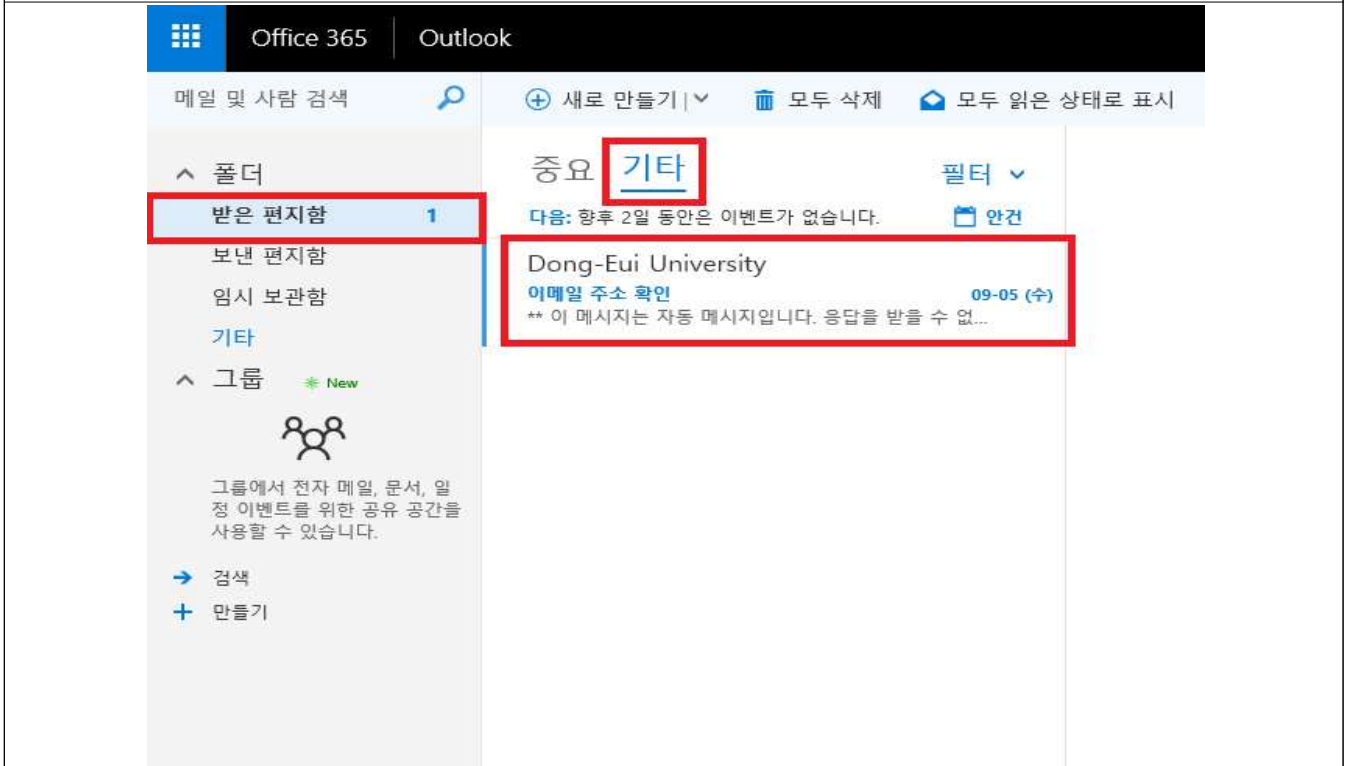 Office 365 Outlook
메일 및 사람 검색
새로 만들기 모두 삭제 모두 읽은 상태로 표시
폴더
받은 편지함 1
보낸 편지함
임시 보관함
기타
그룹 New
그룹에서 전자 메일, 문서, 일
정 이벤트를 위한 공유 공간을
사용할 수 있습니다.
검색
만들기
중요 기타 필터
다음: 향후 2일 동안은 이벤트가 없습니다. 안건
Dong-Eui University
이메일 주소 확인 09-05 (수)
** 이 메시지는 자동 메시지입니다. 응답을 받을 수 없...